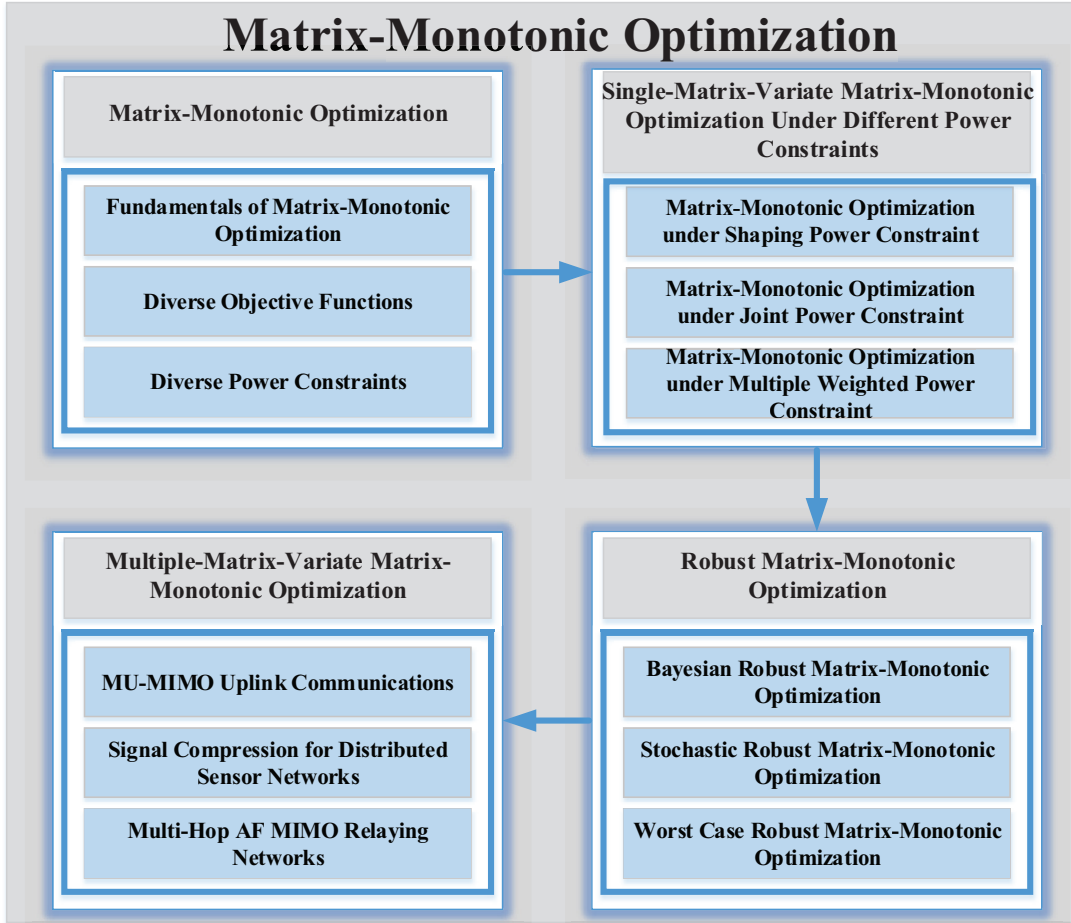 Matrix-Monotonic Optimization
Matrix-Monotonic Optimization
Fundamentals of Matrix-Monotonic
Optimization
Diverse Objective Functions
Diverse Power Constraints
Single-Matrix-Variate Matrix-Monotonic
Optimization Under Different Power
Constraints
Matrix-Monotonic Optimization
under Shaping Power Constraint
Matrix-Monotonic Optimization
under Joint Power Constraint
Matrix-Monotonic Optimization
under Multiple Weighted Power
Constraint
Robust Matrix-Monotonic
Optimization
Bayesian Robust Matrix-Monotonic
Optimization
Stochastic Robust Matrix-Monotonic
Optimization
Worst Case Robust Matrix-Monotonic
Optimization
Multiple-Matrix-Variate Matrix-
Monotonic Optimization
MU-MIMO Uplink Communications
Signal Compression for Distributed
Sensor Networks
Multi-Hop AF MIMO Relaying
Networks